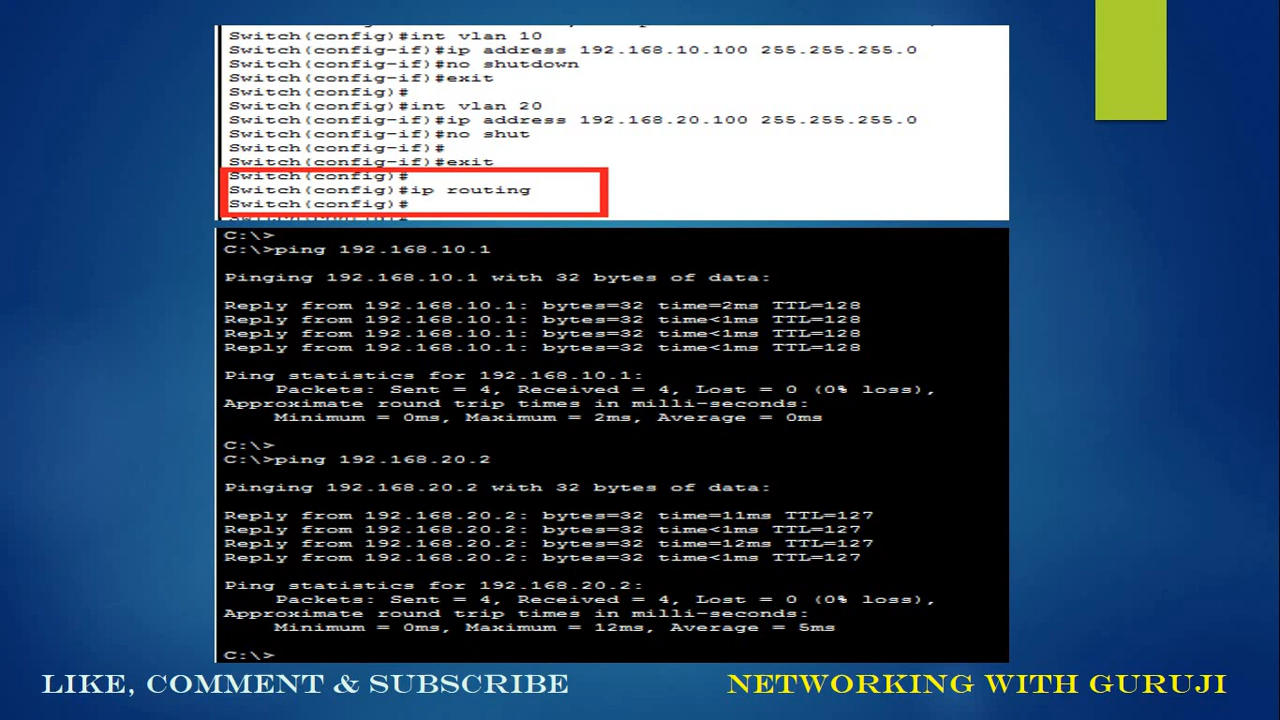 Switch(config)#int vlan 10
Switch(config-if)#ip address 192.168.10.100 255.255.255.0
Switch(config-if)#no shutdown
Switch(config-if)#exit
Switch(config)#
Switch(config)#int vlan 20
Switch(config-if)#ip address 192.168.20.100 255.255.255.0
Switch(config-if)#no shut
Switch(config-if)#
Switch(config-if)#exit
Switch(config)#
Switch(config)#ip routing
Switch(config)#
C:\>
C:\>ping 192.168.10.1
Pinging 192.168.10.1 with 32 bytes of data:
Reply from 192.168.10.1: bytes=32 time=2ms TTL=128
Reply from 192.168.10.1: bytes=32 time<1ms TTL=128
Reply from 192.168.10.1: bytes=32 time<1ms TTL=128
Reply from 192.168.10.1: bytes=32 time<1ms TTL=128
Ping statistics for 192.168.10.1:
Packets: Sent = 4, Received = 4, Lost = 0 (0% loss),
Approximate round trip times in milli-seconds:
Minimum = 0ms, Maximum = 2ms, Average = 0ms
C:\>
C:\>ping 192.168.20.2
Pinging 192.168.20.2 with 32 bytes of data:
Reply from 192.168.20.2: bytes=32 time=11ms TTL=127
Reply from 192.168.20.2: bytes=32 time<1ms TTL=127
Reply from 192.168.20.2: bytes=32 time=12ms TTL=127
Reply from 192.168.20.2: bytes=32 time<1ms TTL=127
Ping statistics for 192.168.20.2:
Packets: Sent = 4, Received = 4, Lost = 0 (0% loss),
Approximate round trip times in milli-seconds:
Minimum = 0ms, Maximum = 12ms, Average = 5ms
C:\>
LIKE, COMMENT & SUBSCRIBE
NETWORKING WITH GURUJI